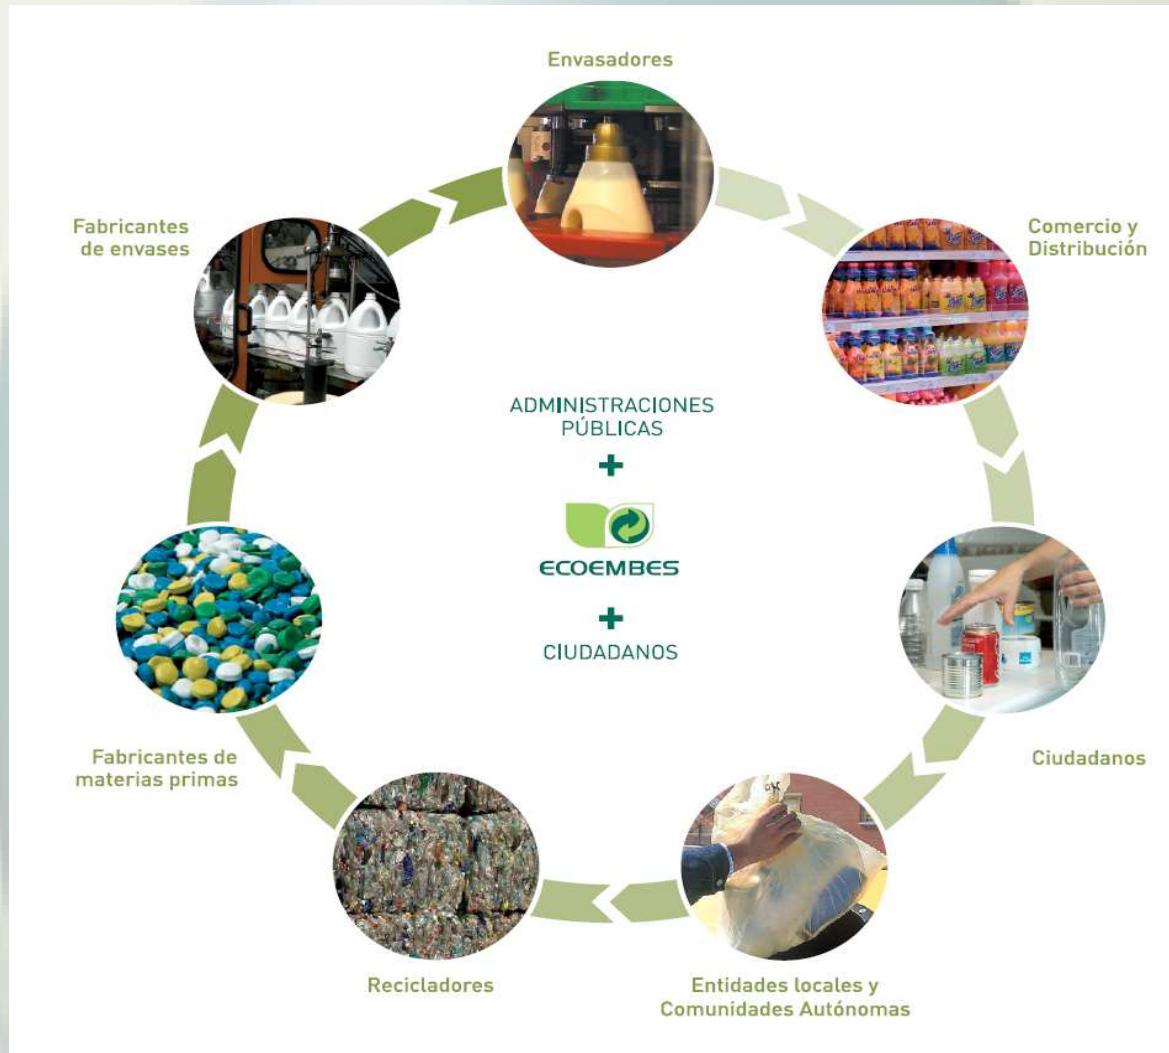 Envasadores
Fabricantes
de envases
Comercio y
Distribución
ADMINISTRACIONES
PÚBLICAS
+
ECOEMBES
+
CIUDADANOS
Fabricantes de
materias primas
Ciudadanos
Recicladores
Entidades locales y
Comunidades Autónomas